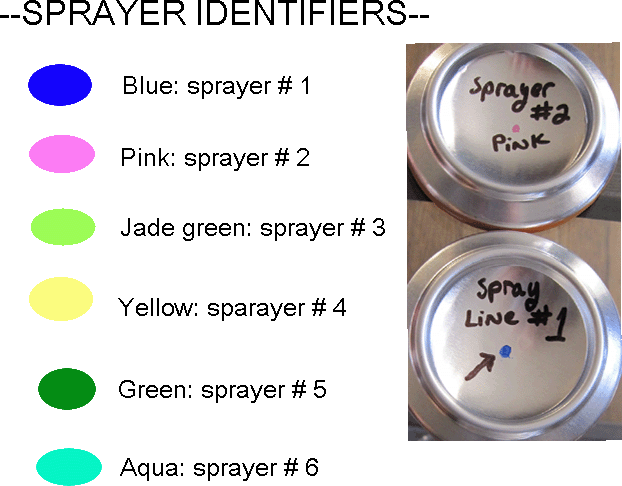 --SPRAYER IDENTIFIERS--
Blue: sprayer # 1
Pink: sprayer # 2
Jade green: sprayer # 3
Yellow: sparayer # 4
Green: sprayer # 5
Aqua: sprayer # 6
Sprayer
#2
Pink
Spray
Line #1